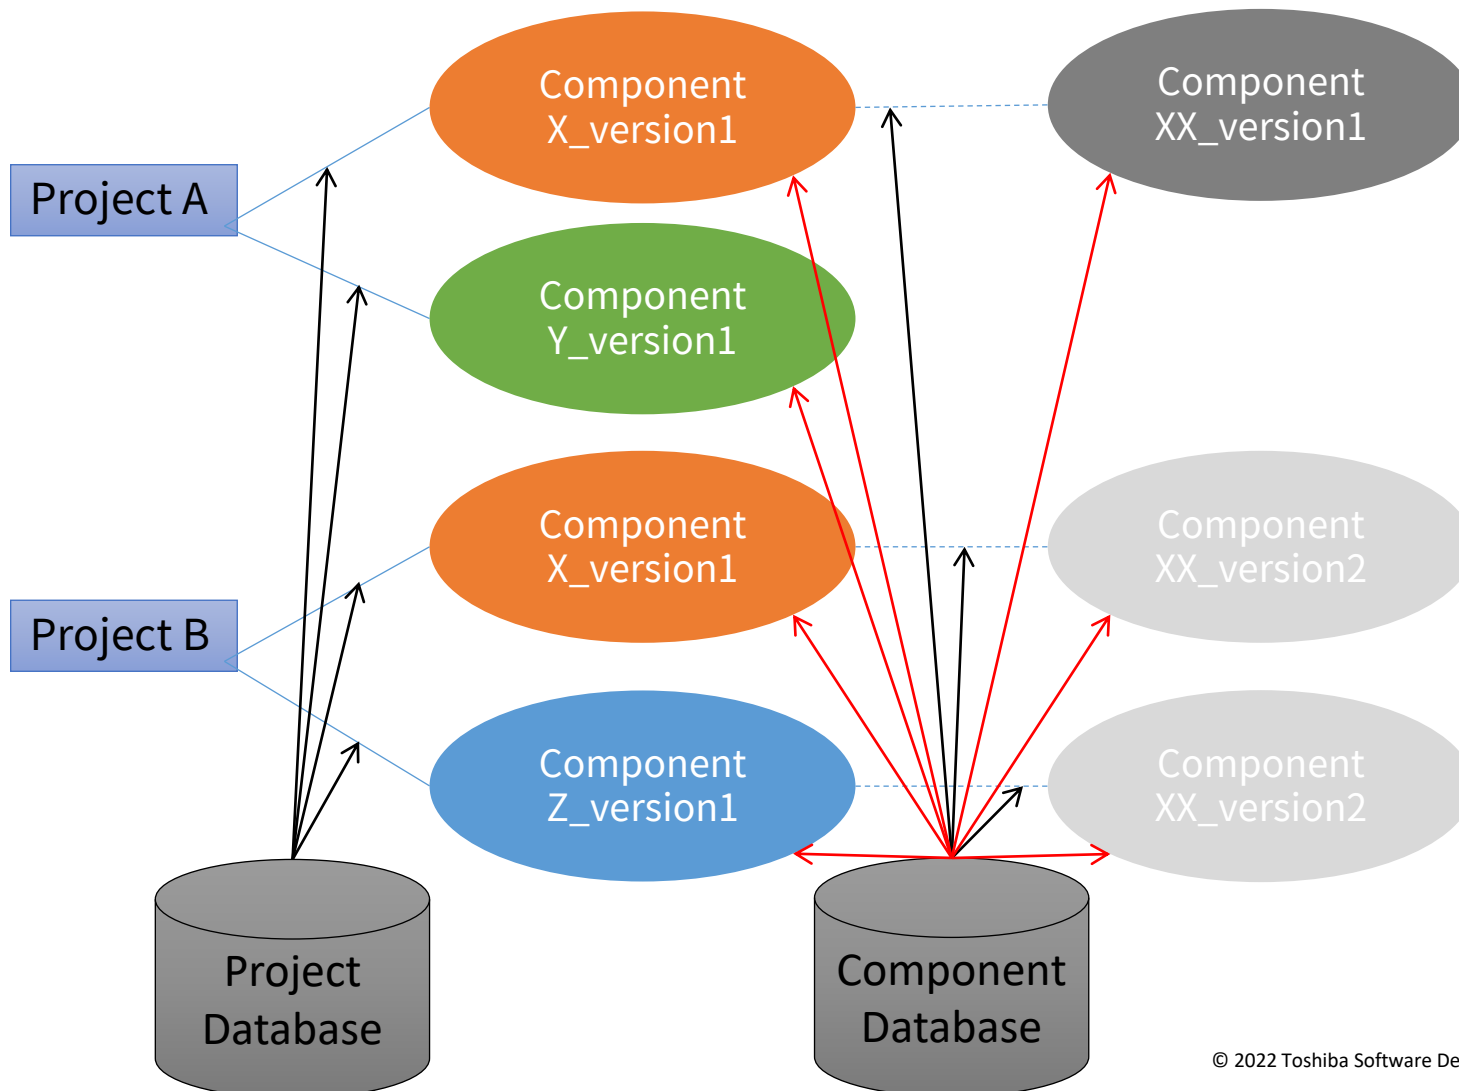 Component
X_version1
Component
XX_version1
Project A
Component
Y_version1
Component
X_version1
Component
XX_version2
Project B
Component
Z_version1
Component
XX_version2
Project
Database
Component
Database
© 2022 Toshiba Software De